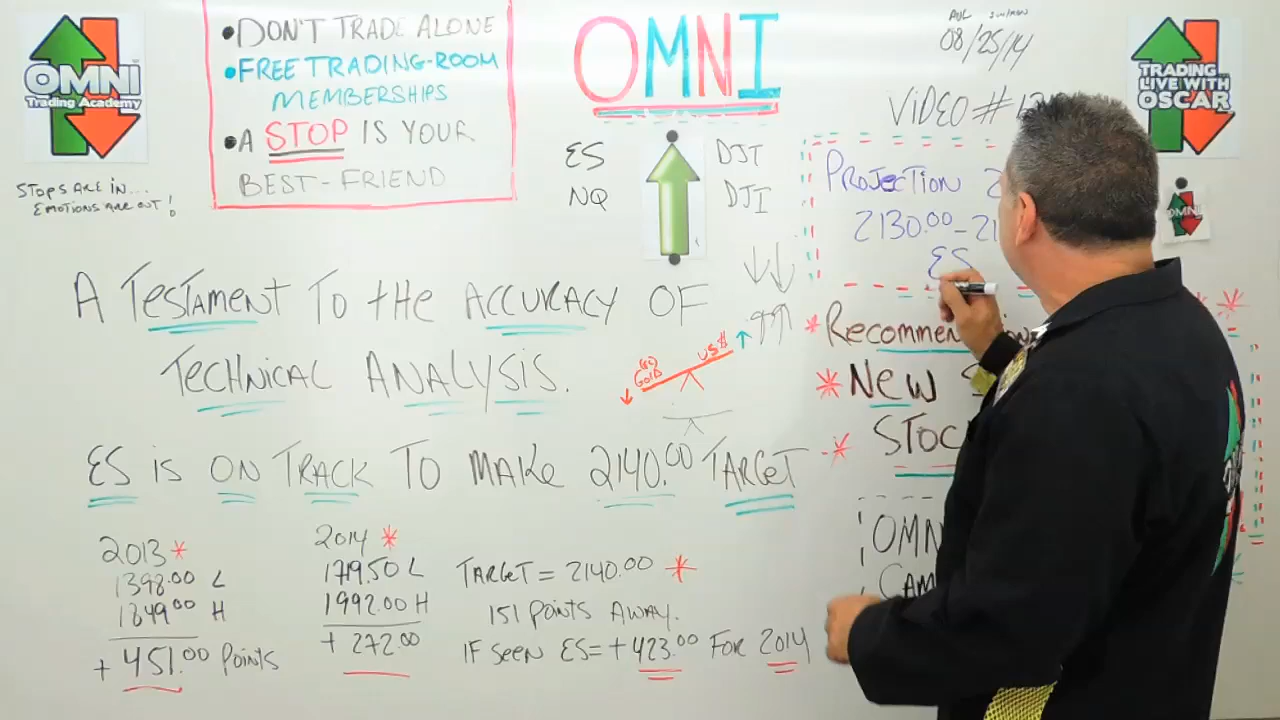 OMNI
Trading Academy
STOPS ARE IN...
EMOTIONS ARE OUT!
•DON'T TRADE ALONE
•FREE TRADING-ROOM
MEMBERSHIPS
•A STOP IS YOUR
BEST-FRIEND
OMNI
ES
NQ
DJT
DJI
08/25/14
VIDEO #
TRADING
LIVE WITH
OSCAR
OMNI
PROJECTION
2130.00-
ES
A TESTAMENT TO THE ACCURACY OF
TECHNICAL ANALYSIS.
(GC)
GOLD
US$
*
* NEW
STOC
*
OMN
CAM
ES IS ON TRACK TO MAKE 2140.00 TARGET
2013 *
1398.00 L
1849.00 H
+ 451.00 POINTS
2014 *
1719.50 L
1992.00 H
+ 272.00
TARGET = 2140.00 *
151 POINTS AWAY.
IF SEEN ES= +423.00 FOR 2014